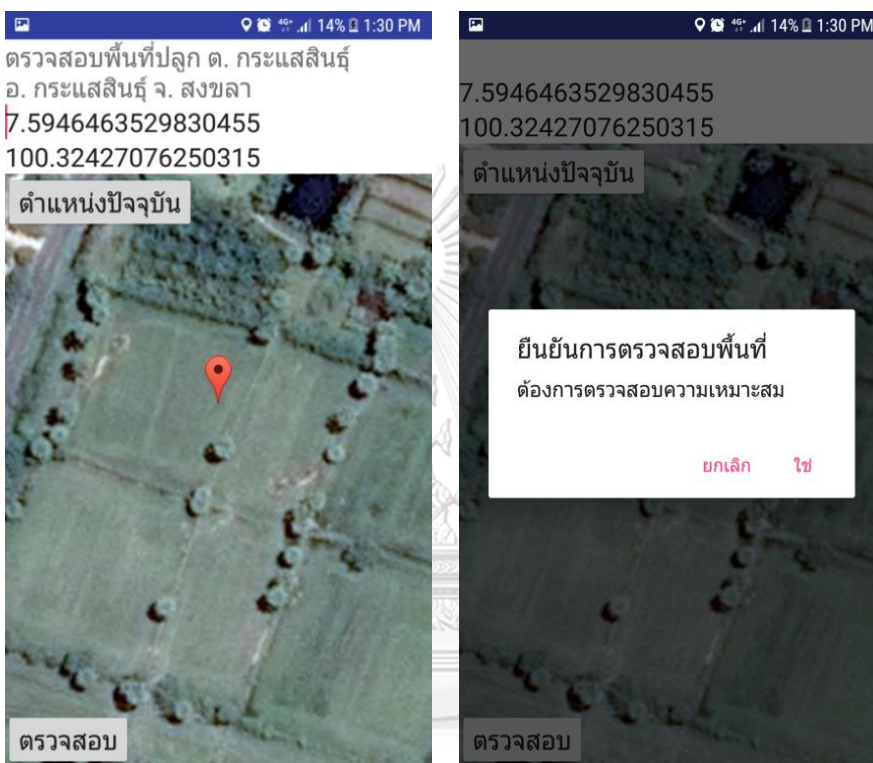 14% 1:30 PM
ตรวจสอบพื้นที่ปลูก ต. กระแสสินธุ์
อ. กระแสสินธุ์ จ. สงขลา
7.5946463529830455
100.32427076250315
ตำแหน่งปัจจุบัน
ตรวจสอบ
4G+ 14% 1:30 PM
7.5946463529830455
100.32427076250315
ตำแหน่งปัจจุบัน
ยืนยันการตรวจสอบพื้นที่
ต้องการตรวจสอบความเหมาะสม
ยกเลิก ใช่
ตรวจสอบ